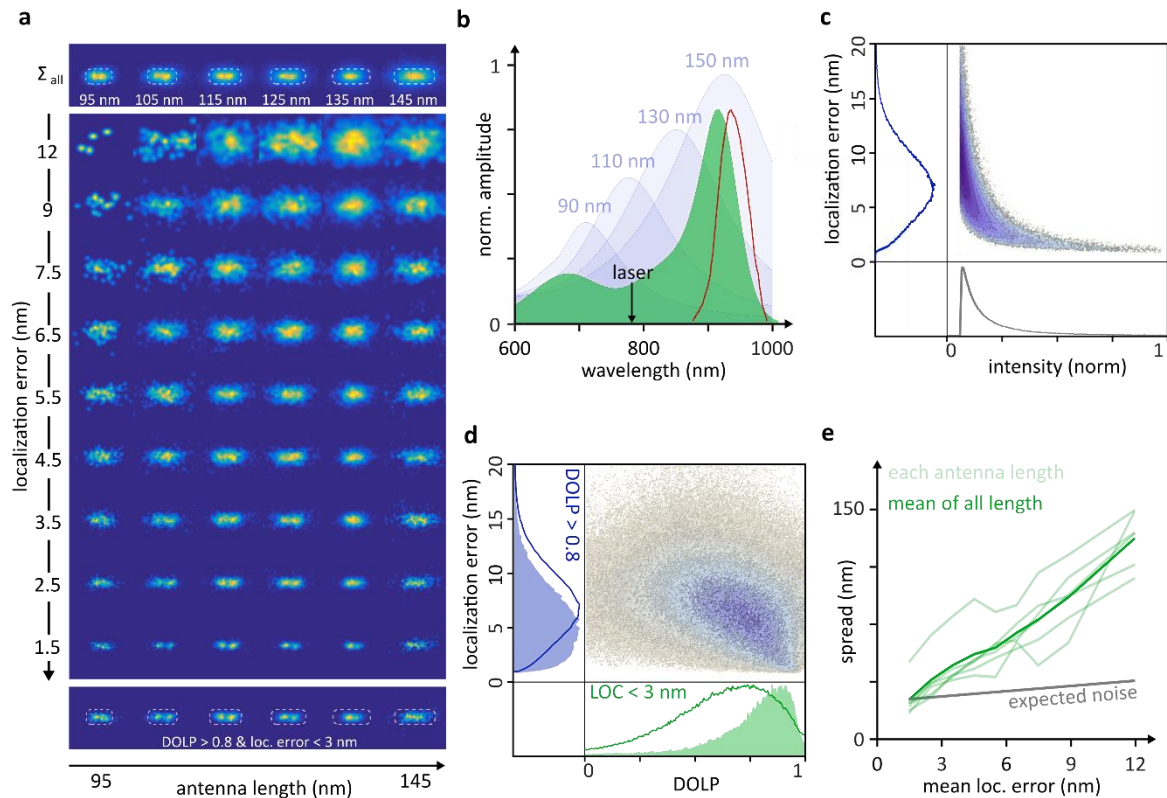 a
Σ all
95 nm 105 nm 115 nm 125 nm 135 nm 145 nm
12
9
7.5
6.5
5.5
4.5
3.5
2.5
1.5
localization error (nm)
DOLP > 0.8 & loc. error < 3 nm
95 145
antenna length (nm)
b
1
0
norm. amplitude
150 nm
130 nm
110 nm
90 nm
laser
600 800 1000
wavelength (nm)
c
20
15
10
5
0
localization error (nm)
0 1
intensity (norm)
d
20
15
10
5
0
localization error (nm)
DOLP > 0.8
LOC < 3 nm
0 1
DOLP
e
each antenna length
mean of all length
150
0
spread (nm)
expected noise
0 3 6 9 12
mean loc. error (nm)